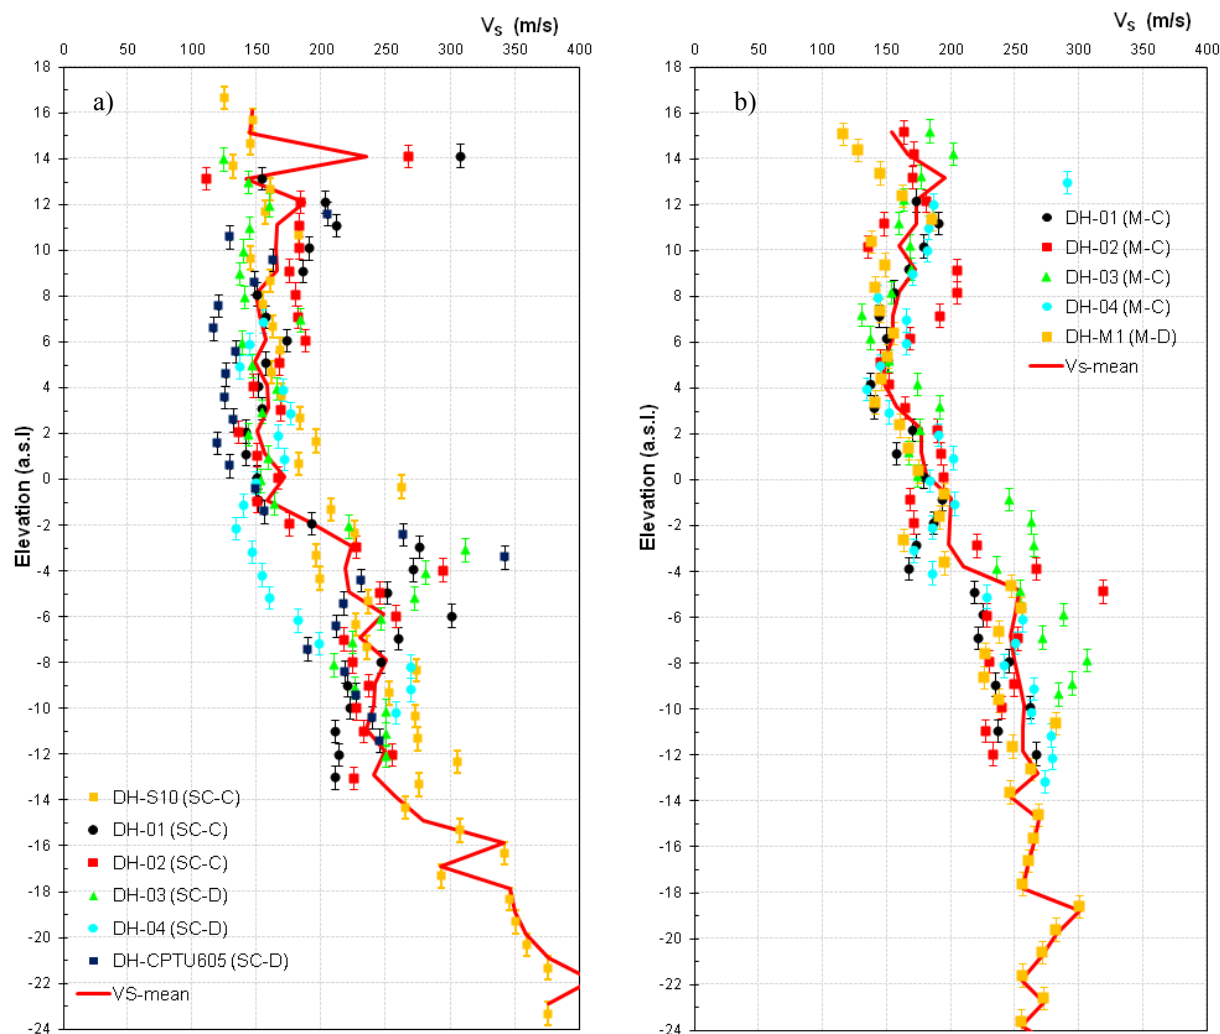 V_S (m/s)
0 50 100 150 200 250 300 350 400
18
16
14
12
10
8
6
4
2
0
-2
-4
-6
-8
-10
-12
-14
-16
-18
-20
-22
-24
Elevation (a.s.l)
a)
DH-S10 (SC-C)
DH-01 (SC-C)
DH-02 (SC-C)
DH-03 (SC-D)
DH-04 (SC-D)
DH-CPTU605 (SC-D)
VS-mean
V_S (m/s)
0 50 100 150 200 250 300 350 400
18
16
14
12
10
8
6
4
2
0
-2
-4
-6
-8
-10
-12
-14
-16
-18
-20
-22
-24
Elevation (a.s.l.)
b)
DH-01 (M-C)
DH-02 (M-C)
DH-03 (M-C)
DH-04 (M-C)
DH-M1 (M-D)
Vs-mean